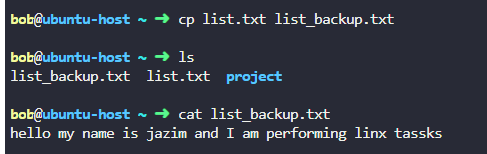 bob@ubuntu-host ~ ➜ cp list.txt list_backup.txt
bob@ubuntu-host ~ ➜ ls
list_backup.txt  list.txt  project
bob@ubuntu-host ~ ➜ cat list_backup.txt
hello my name is jazim and I am performing linx tassks